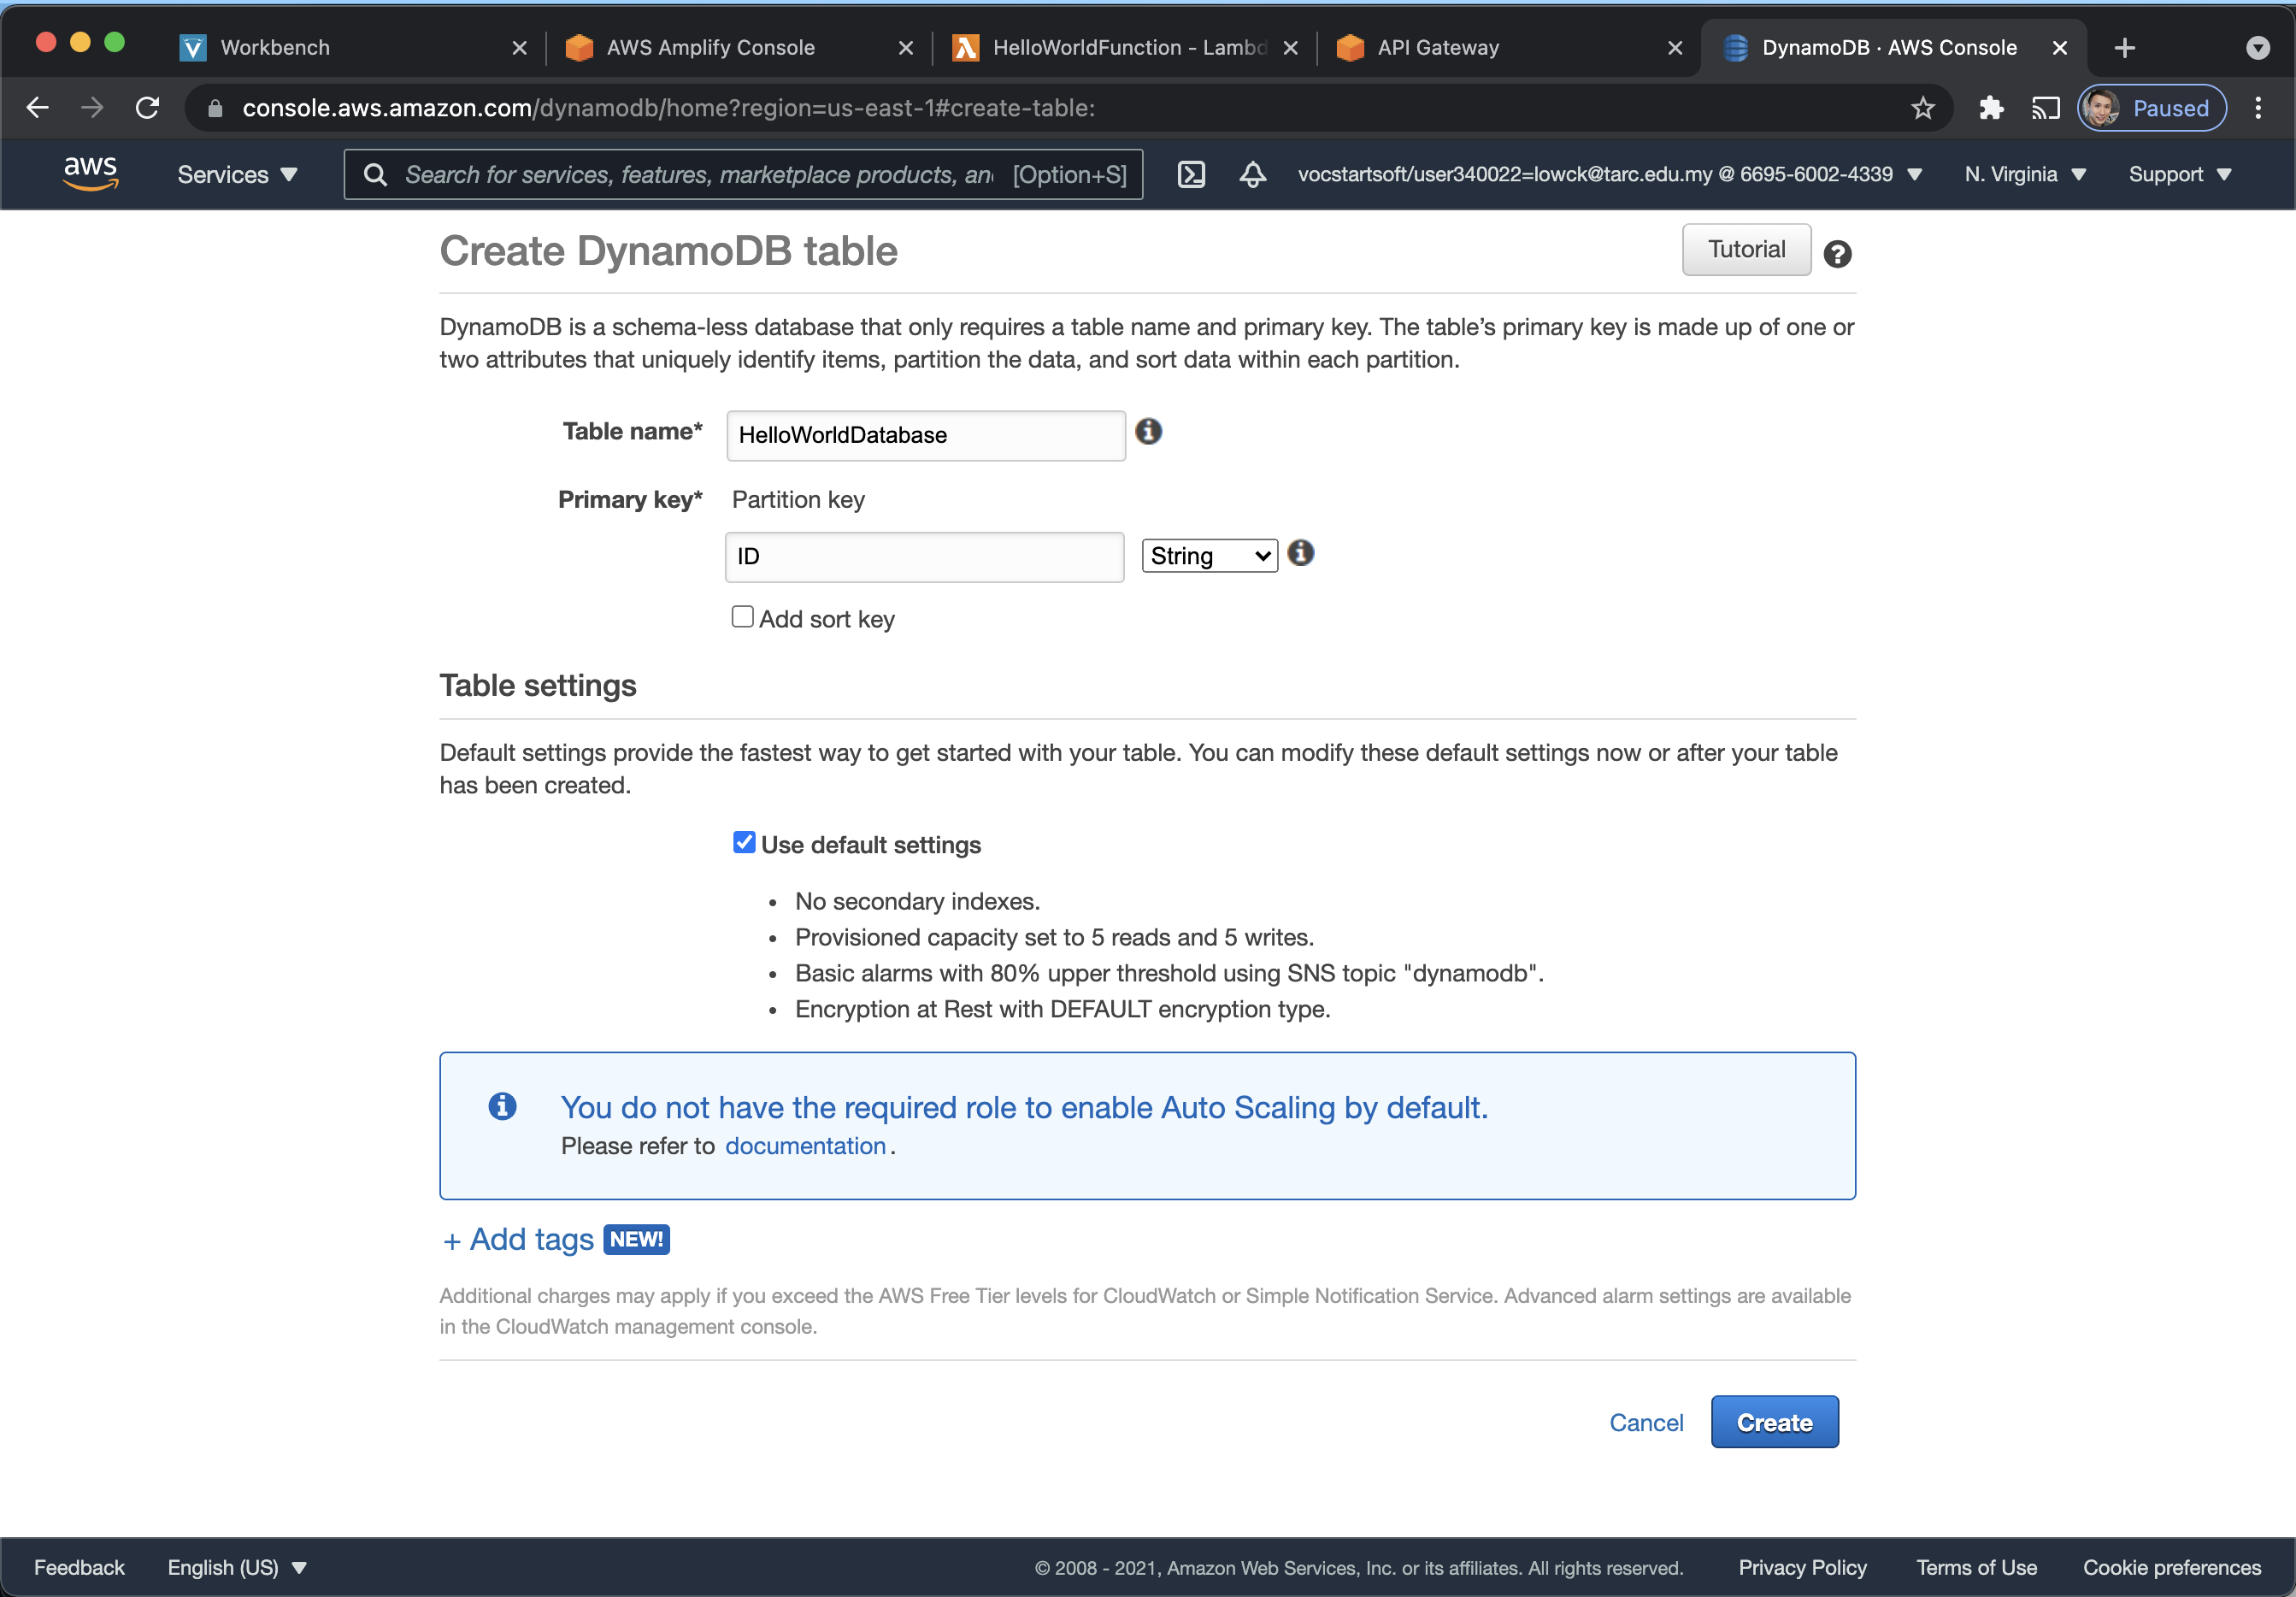 Workbench
AWS Amplify Console
HelloWorldFunction - Lambd
API Gateway
DynamoDB · AWS Console
console.aws.amazon.com/dynamodb/home?region=us-east-1#create-table:
Paused
aws
Services
Search for services, features, marketplace products, an
[Option+S]
vocstartsoft/user340022=lowck@tarc.edu.my @ 6695-6002-4339
N. Virginia
Support
Create DynamoDB table
Tutorial
DynamoDB is a schema-less database that only requires a table name and primary key. The table’s primary key is made up of one or
two attributes that uniquely identify items, partition the data, and sort data within each partition.
Table name*
HelloWorldDatabase
Primary key*
Partition key
ID
String
Add sort key
Table settings
Default settings provide the fastest way to get started with your table. You can modify these default settings now or after your table
has been created.
Use default settings
• No secondary indexes.
• Provisioned capacity set to 5 reads and 5 writes.
• Basic alarms with 80% upper threshold using SNS topic "dynamodb".
• Encryption at Rest with DEFAULT encryption type.
You do not have the required role to enable Auto Scaling by default.
Please refer to documentation .
+ Add tags NEW!
Additional charges may apply if you exceed the AWS Free Tier levels for CloudWatch or Simple Notification Service. Advanced alarm settings are available
in the CloudWatch management console.
Cancel
Create
Feedback
English (US)
© 2008 - 2021, Amazon Web Services, Inc. or its affiliates. All rights reserved.
Privacy Policy
Terms of Use
Cookie preferences